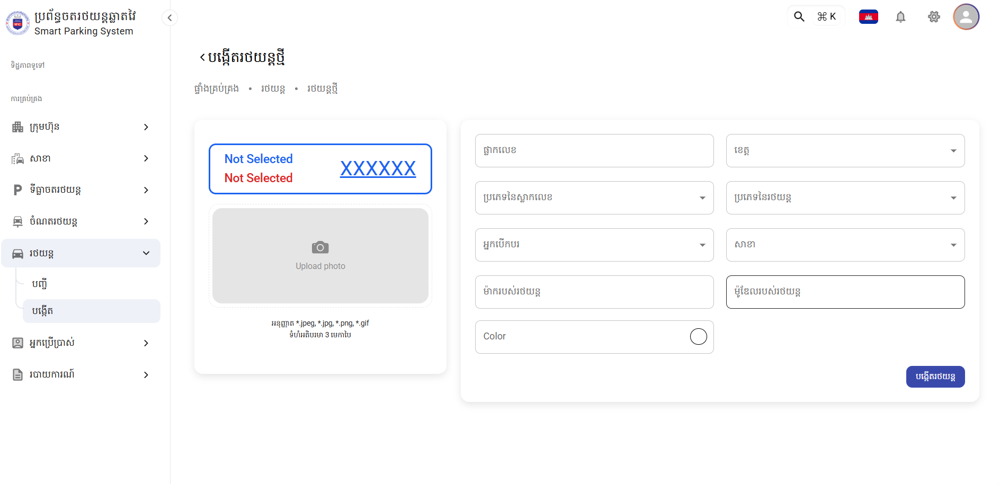 ប្រព័ន្ធចតរថយន្តឆ្លាតវៃ
Smart Parking System
ទិដ្ឋភាពទូទៅ
ការគ្រប់គ្រង
ក្រុមហ៊ុន
សាខា
ទីធ្លាចតរថយន្ត
ចំណតរថយន្ត
រថយន្ត
បញ្ជី
បង្កើត
អ្នកប្រើប្រាស់
របាយការណ៍
⌘ K
បង្កើតរថយន្តថ្មី
ផ្ទាំងគ្រប់គ្រង • រថយន្ត • រថយន្តថ្មី
Not Selected
Not Selected
XXXXXX
Upload photo
អនុញ្ញាត *.jpeg, *.jpg, *.png, *.gif
ទំហំអតិបរមា 3 មេកាបៃ
ផ្លាកលេខ
ខេត្ត
ប្រភេទនៃស្លាកលេខ
ប្រភេទនៃរថយន្ត
អ្នកបើកបរ
សាខា
ម៉ាករបស់រថយន្ត
ម៉ូឌែលរបស់រថយន្ត
Color
បង្កើតរថយន្ត